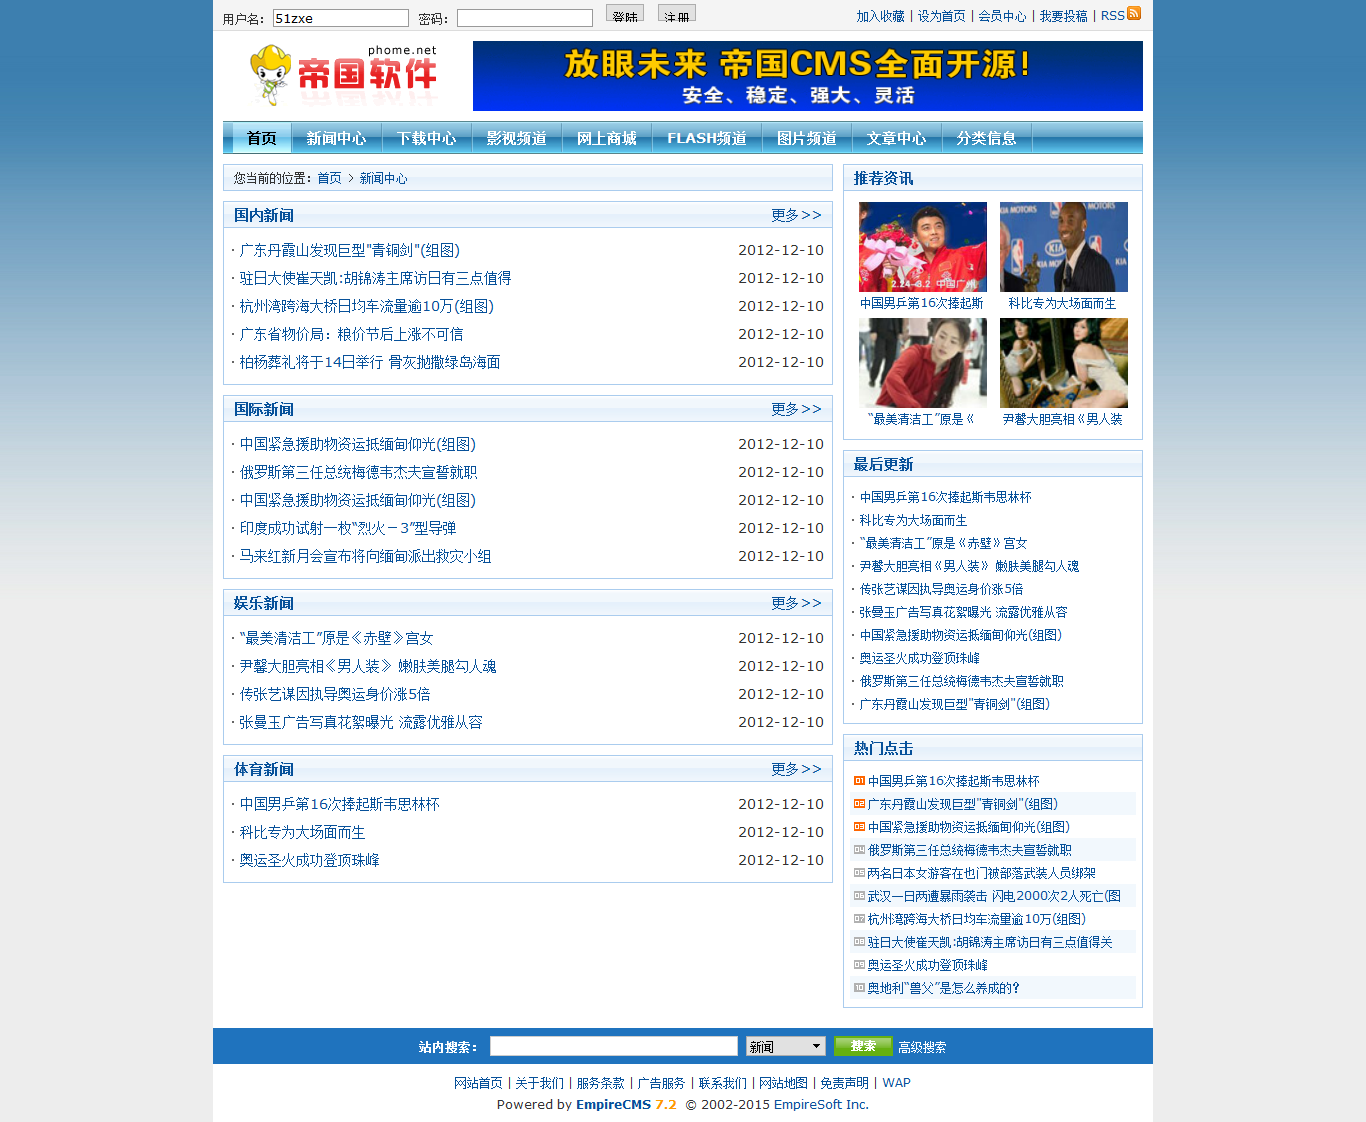 用户名： 51zxe 密码： 登陆 注册 加入收藏 | 设为首页 | 会员中心 | 我要投稿 | RSS
phome.net
帝国软件
放眼未来 帝国CMS全面开源!
安全、稳定、强大、灵活
首页 新闻中心 下载中心 影视频道 网上商城 FLASH频道 图片频道 文章中心 分类信息
您当前的位置：首页 > 新闻中心
国内新闻 更多>>
· 广东丹霞山发现巨型"青铜剑"(组图) 2012-12-10
· 驻日大使崔天凯:胡锦涛主席访日有三点值得 2012-12-10
· 杭州湾跨海大桥日均车流量逾10万(组图) 2012-12-10
· 广东省物价局：粮价节后上涨不可信 2012-12-10
· 柏杨葬礼将于14日举行 骨灰抛撒绿岛海面 2012-12-10
国际新闻 更多>>
· 中国紧急援助物资运抵缅甸仰光(组图) 2012-12-10
· 俄罗斯第三任总统梅德韦杰夫宣誓就职 2012-12-10
· 中国紧急援助物资运抵缅甸仰光(组图) 2012-12-10
· 印度成功试射一枚“烈火－3”型导弹 2012-12-10
· 马来红新月会宣布将向缅甸派出救灾小组 2012-12-10
娱乐新闻 更多>>
· “最美清洁工”原是《赤壁》宫女 2012-12-10
· 尹馨大胆亮相《男人装》 嫩肤美腿勾人魂 2012-12-10
· 传张艺谋因执导奥运身价涨5倍 2012-12-10
· 张曼玉广告写真花絮曝光 流露优雅从容 2012-12-10
体育新闻 更多>>
· 中国男乒第16次捧起斯韦思林杯 2012-12-10
· 科比专为大场面而生 2012-12-10
· 奥运圣火成功登顶珠峰 2012-12-10
推荐资讯
2.24-3.2 中国广州
MOTORS
KIA
中国男乒第16次捧起斯 科比专为大场面而生
“最美清洁工”原是《 尹馨大胆亮相《男人装
最后更新
· 中国男乒第16次捧起斯韦思林杯
· 科比专为大场面而生
· “最美清洁工”原是《赤壁》宫女
· 尹馨大胆亮相《男人装》 嫩肤美腿勾人魂
· 传张艺谋因执导奥运身价涨5倍
· 张曼玉广告写真花絮曝光 流露优雅从容
· 中国紧急援助物资运抵缅甸仰光(组图)
· 奥运圣火成功登顶珠峰
· 俄罗斯第三任总统梅德韦杰夫宣誓就职
· 广东丹霞山发现巨型"青铜剑"(组图)
热门点击
01 中国男乒第16次捧起斯韦思林杯
02 广东丹霞山发现巨型"青铜剑"(组图)
03 中国紧急援助物资运抵缅甸仰光(组图)
04 俄罗斯第三任总统梅德韦杰夫宣誓就职
05 两名日本女游客在也门被部落武装人员绑架
06 武汉一日两遭暴雨袭击 闪电2000次2人死亡(图
07 杭州湾跨海大桥日均车流量逾10万(组图)
08 驻日大使崔天凯:胡锦涛主席访日有三点值得关
09 奥运圣火成功登顶珠峰
10 奥地利“兽父”是怎么养成的?
站内搜索： 新闻 搜索 高级搜索
网站首页 | 关于我们 | 服务条款 | 广告服务 | 联系我们 | 网站地图 | 免责声明 | WAP
Powered by EmpireCMS 7.2 © 2002-2015 EmpireSoft Inc.